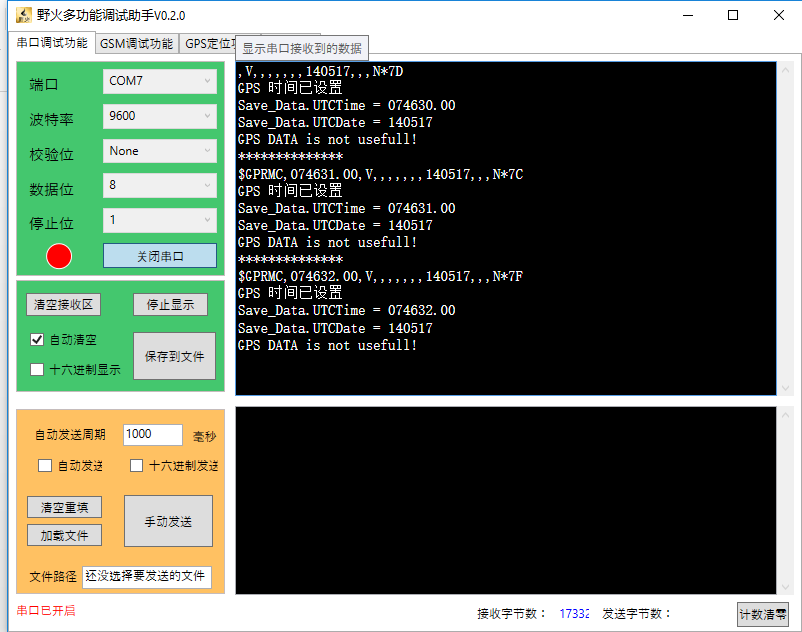 野火多功能调试助手V0.2.0
串口调试功能
GSM调试功能
GPS定位功
显示串口接收到的数据
端口
COM7
波特率
9600
校验位
None
数据位
8
停止位
1
关闭串口
清空接收区
停止显示
自动清空
保存到文件
十六进制显示
,V,,,,,,,140517,,,N*7D
GPS 时间已设置
Save_Data.UTCTime = 074630.00
Save_Data.UTCDate = 140517
GPS DATA is not usefull!
**************
$GPRMC,074631.00,V,,,,,,,140517,,,N*7C
GPS 时间已设置
Save_Data.UTCTime = 074631.00
Save_Data.UTCDate = 140517
GPS DATA is not usefull!
**************
$GPRMC,074632.00,V,,,,,,,140517,,,N*7F
GPS 时间已设置
Save_Data.UTCTime = 074632.00
Save_Data.UTCDate = 140517
GPS DATA is not usefull!
自动发送周期
1000
毫秒
自动发送
十六进制发送
清空重填
手动发送
加载文件
文件路径
还没选择要发送的文件
串口已开启
接收字节数： 17332
发送字节数：
计数清零